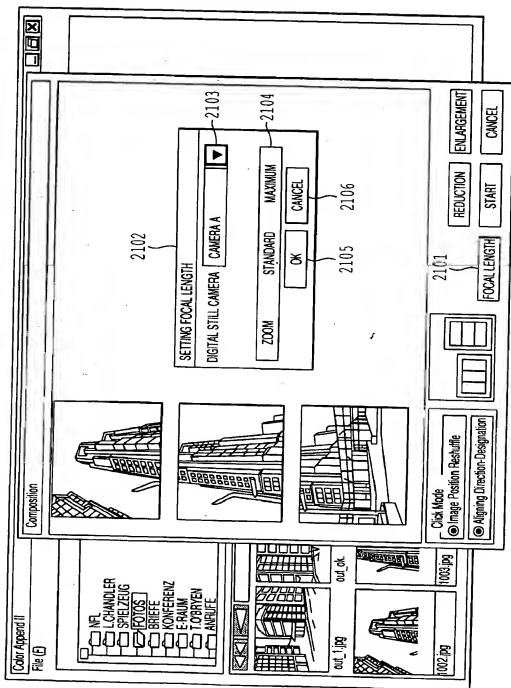 Color Append II
File (F)
NFL
L.CHANDLER
SPIELZEUG
FOTOS
BRIEFE
KONFERENZ
E-RAUM
T.O'BRYEN
ANRUFE
out_1.jpg
out_ok.
1002.jpg
1003.jpg
Composition
2102
SETTING FOCAL LENGTH
DIGITAL STILL CAMERA
CAMERA A
2103
2104
ZOOM
STANDARD
MAXIMUM
OK
CANCEL
2105
2106
Click Mode
Image Position Reshuffle
Aligning Direction-Designation
2101
FOCAL LENGTH
REDUCTION
ENLARGEMENT
START
CANCEL